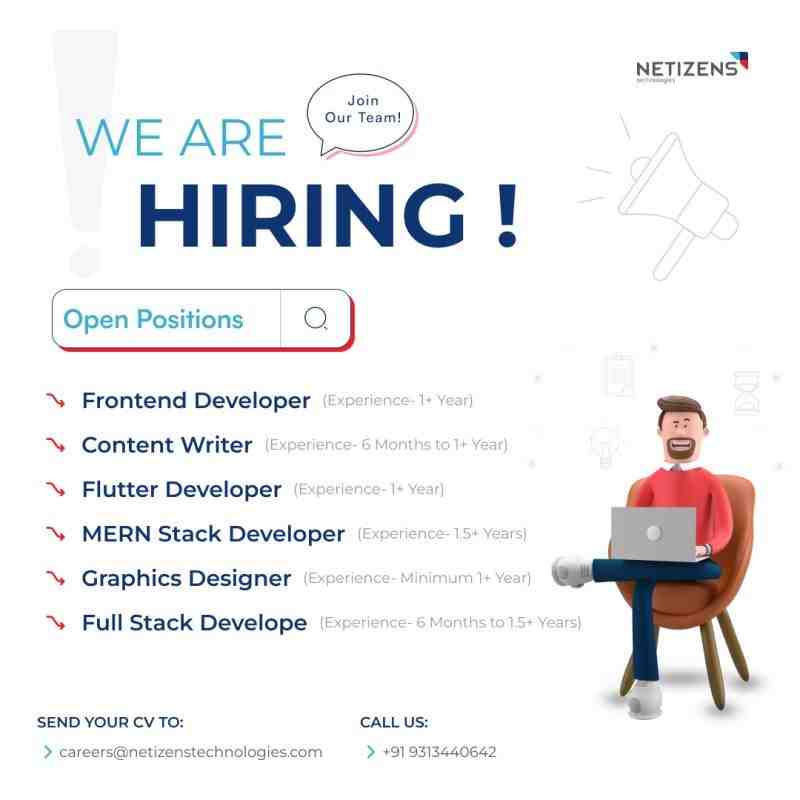 NETIZENS
technologies
Join
Our Team!
WE ARE
HIRING !
Open Positions
Frontend Developer (Experience- 1+ Year)
Content Writer (Experience- 6 Months to 1+ Year)
Flutter Developer (Experience- 1+ Year)
MERN Stack Developer (Experience- 1.5+ Years)
Graphics Designer (Experience- Minimum 1+ Year)
Full Stack Develope (Experience- 6 Months to 1.5+ Years)
SEND YOUR CV TO:
careers@netizenstechnologies.com
CALL US:
+91 9313440642